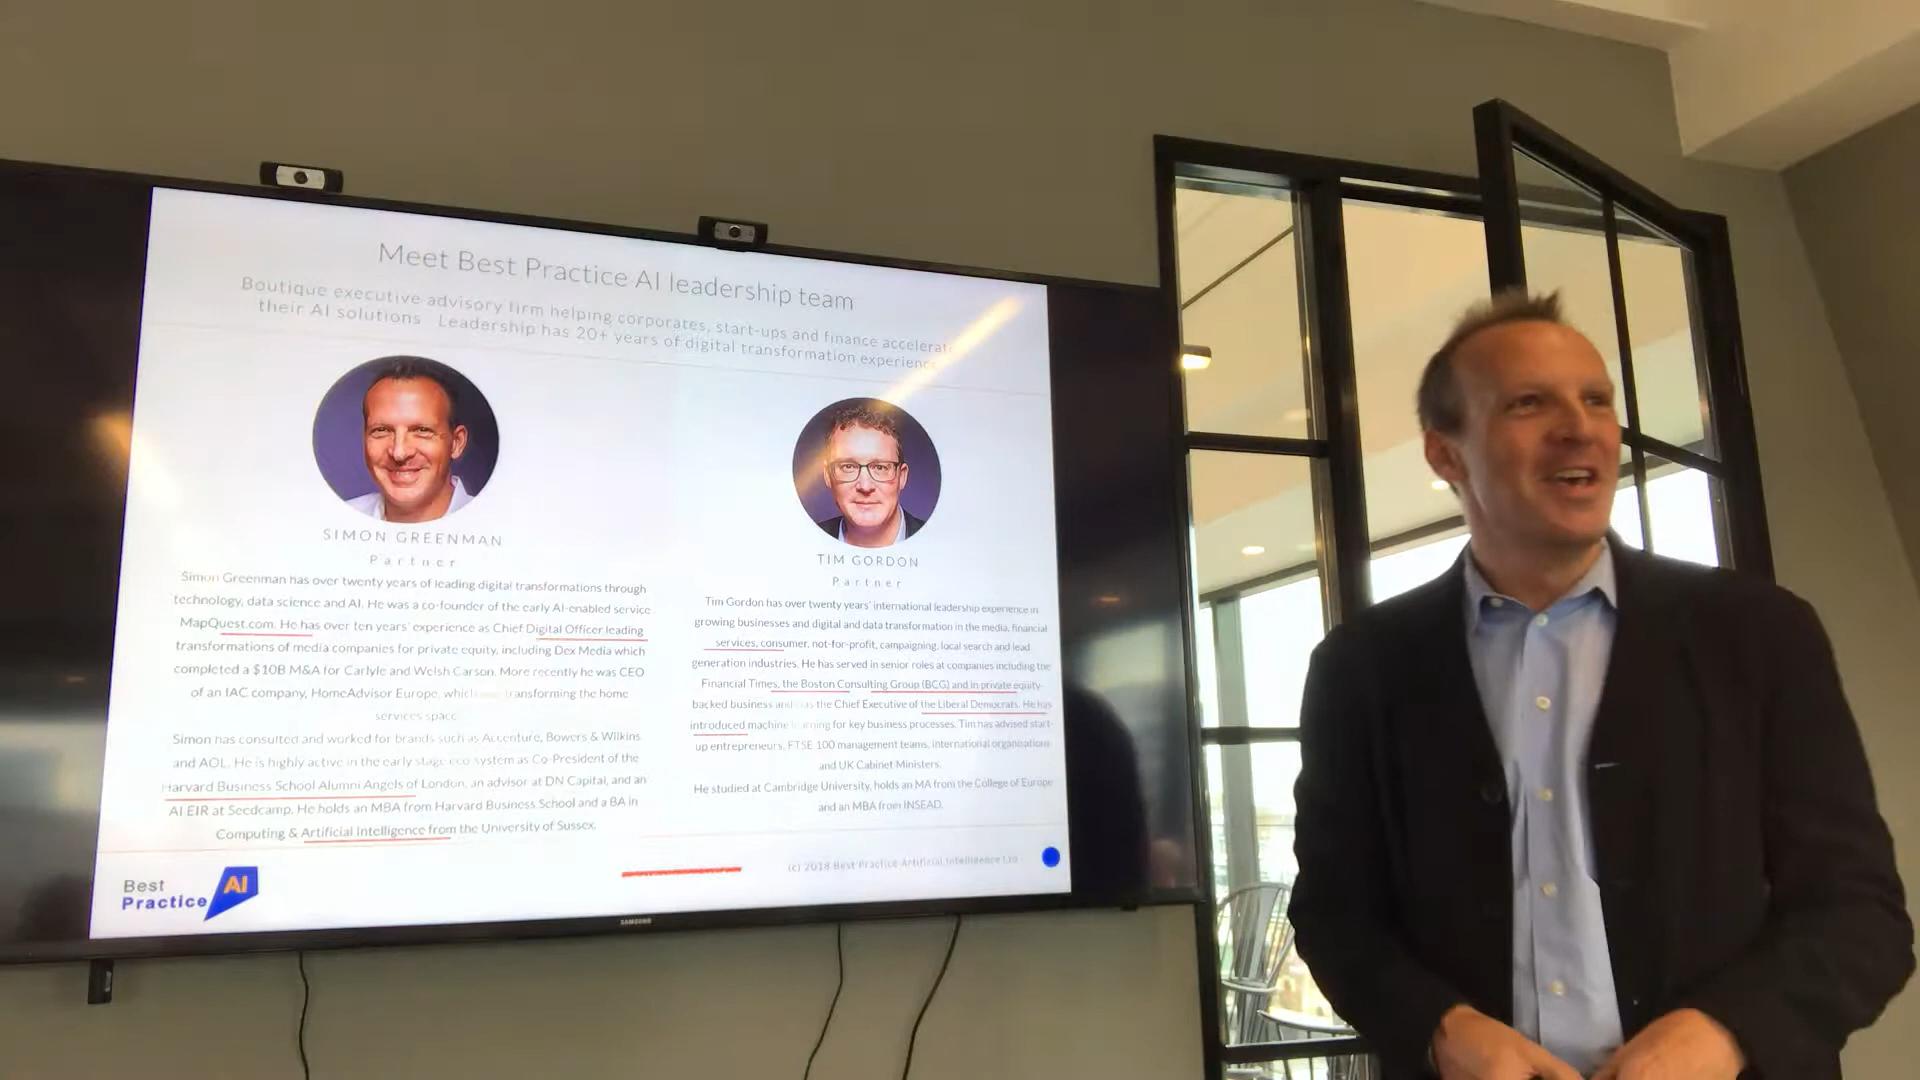 Meet Best Practice AI leadership team
Boutique executive advisory firm helping corporates, start-ups and finance accelerate
their AI solutions Leadership has 20+ years of digital transformation experience
SIMON GREENMAN
Partner
Simon Greenman has over twenty years of leading digital transformations through
technology, data science and AI. He was a co-founder of the early AI-enabled service
MapQuest.com. He has over ten years' experience as Chief Digital Officer leading
transformations of media companies for private equity, including Dex Media which
completed a $10B M&A for Carlyle and Welsh Carson. More recently he was CEO
of an IAC company, HomeAdvisor Europe, which transforming the home
services space.
Simon has consulted and worked for brands such as Accenture, Bowers & Wilkins
and AOL. He is highly active in the early stage eco system as Co-President of the
Harvard Business School Alumni Angels of London, an advisor at DN Capital, and an
AI EIR at Seedcamp. He holds an MBA from Harvard Business School and a BA in
Computing & Artificial Intelligence from the University of Sussex.
TIM GORDON
Partner
Tim Gordon has over twenty years' international leadership experience in
growing businesses and digital and data transformation in the media, financial
services, consumer, not-for-profit, campaigning, local search and lead
generation industries. He has served in senior roles at companies including the
Financial Times, the Boston Consulting Group (BCG) and in private equity-
backed business and was the Chief Executive of the Liberal Democrats. He has
introduced machine learning for key business processes. Tim has advised start-
up entrepreneurs, FTSE 100 management teams, international organisations
and UK Cabinet Ministers.
He studied at Cambridge University, holds an MA from the College of Europe
and an MBA from INSEAD.
Best
Practice AI
(c) 2018 Best Practice Artificial Intelligence Ltd
SAMSUNG